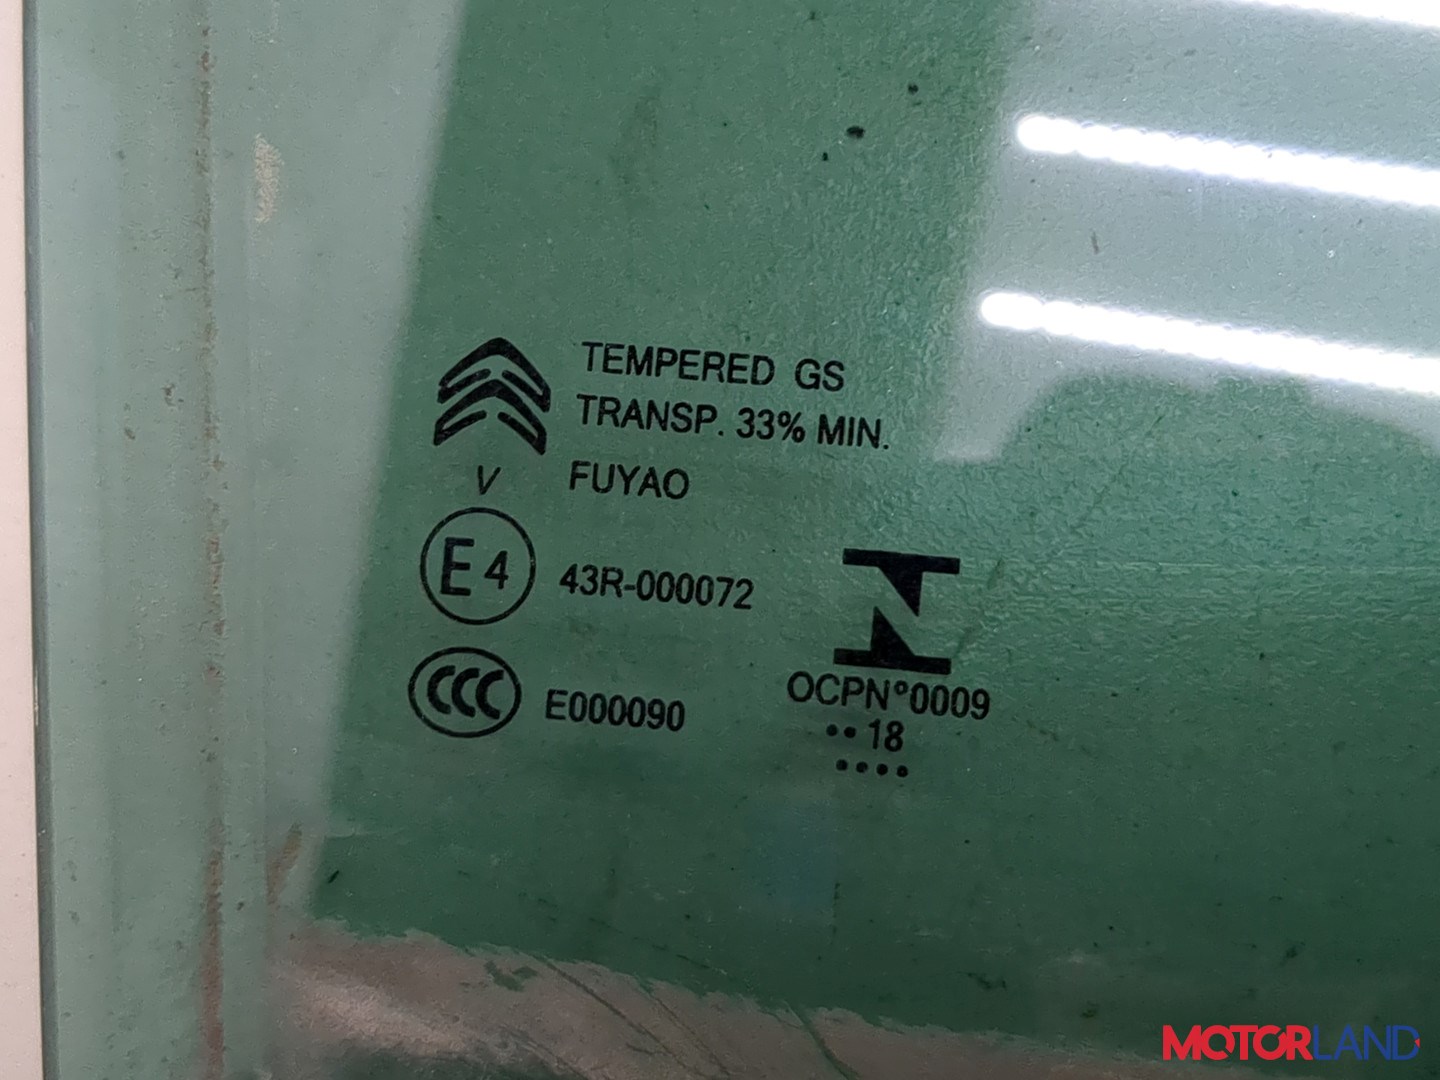 TEMPERED GS
TRANSP. 33% MIN.
V FUYAO
E4 43R-000072
CCC E000090
OCPN°0009
••18
••••
MOTORLAND